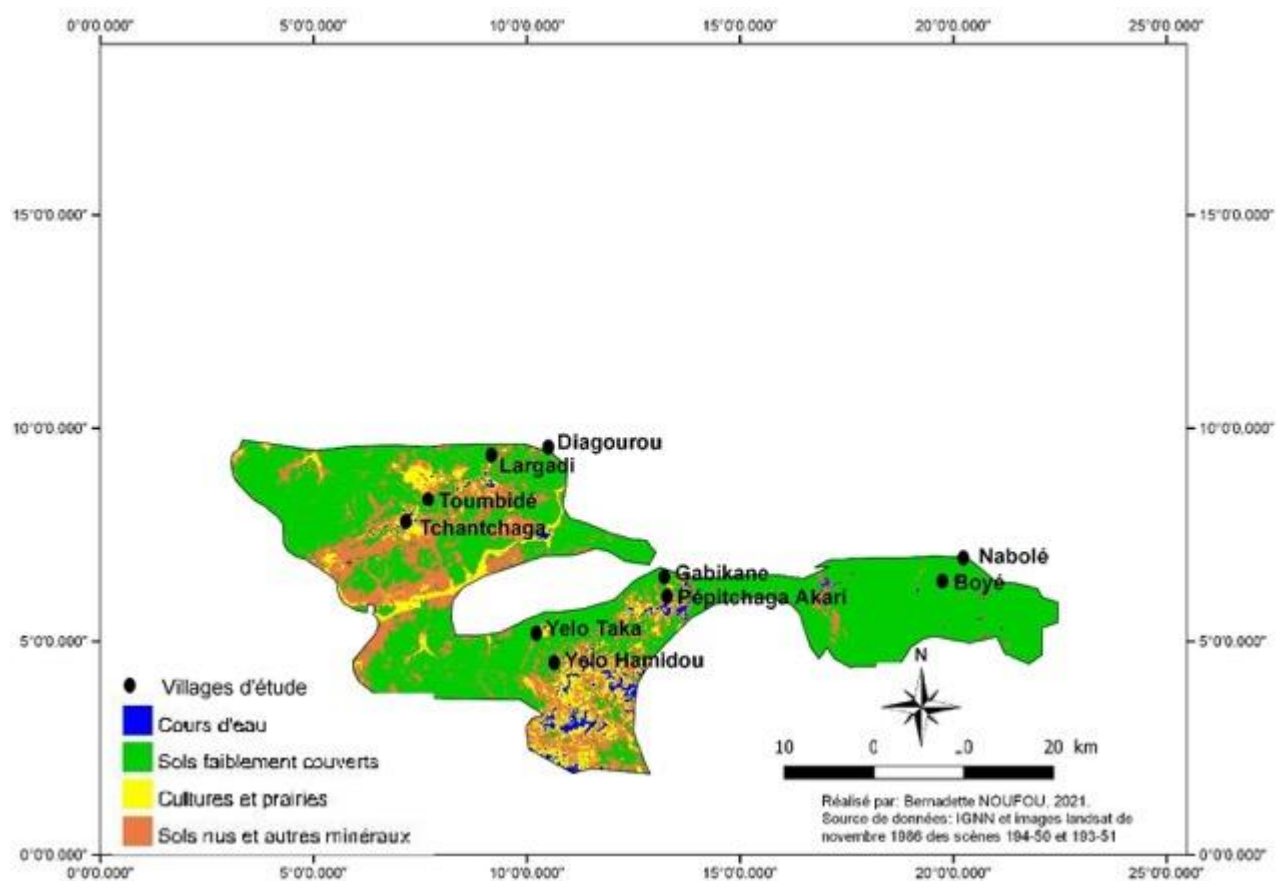 0°0'0.000" 5°0'0.000" 10°0'0.000" 15°0'0.000" 20°0'0.000" 25°0'0.000"
15°0'0.000" 15°0'0.000"
10°0'0.000" 10°0'0.000"
Diagourou
Largadi
Toumbidé
Tchantchaga
Nabolé
Gabikane
Boyé
Pépitchaga Akari
5°0'0.000" 5°0'0.000"
Yelo Taka
Yelo Hamidou
N
Villages d'étude
Cours d'eau
Sols faiblement couverts
Cultures et prairies
Sols nus et autres minéraux
10 0 .0 20 km
Réalisé par: Bernadette NOUFOU, 2021.
Source de données: IGNN et images landsat de
novembre 1986 des scènes 194-50 et 193-51
0°0'0.000" 0°0'0.000"
0°0'0.000" 5°0'0.000" 10°0'0.000" 15°0'0.000" 20°0'0.000" 25°0'0.000"